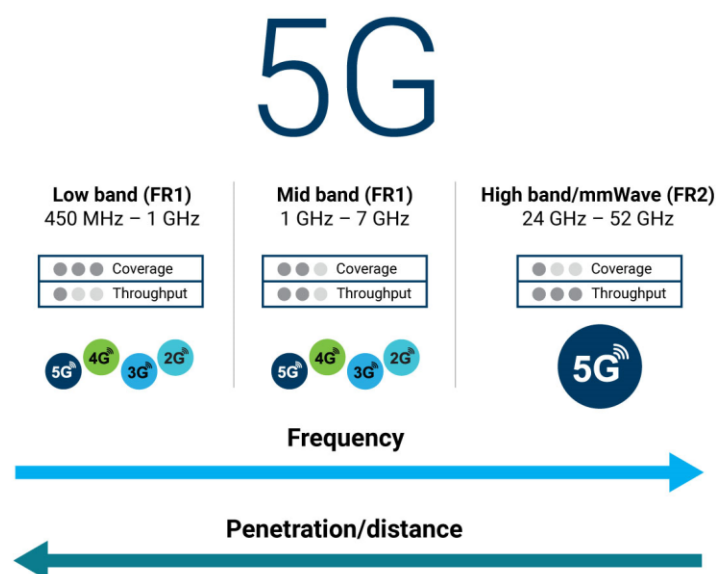 5G
Low band (FR1)
450 MHz – 1 GHz
Coverage
Throughput
5G
4G
3G
2G
Mid band (FR1)
1 GHz – 7 GHz
Coverage
Throughput
5G
4G
3G
2G
High band/mmWave (FR2)
24 GHz – 52 GHz
Coverage
Throughput
5G
Frequency
Penetration/distance